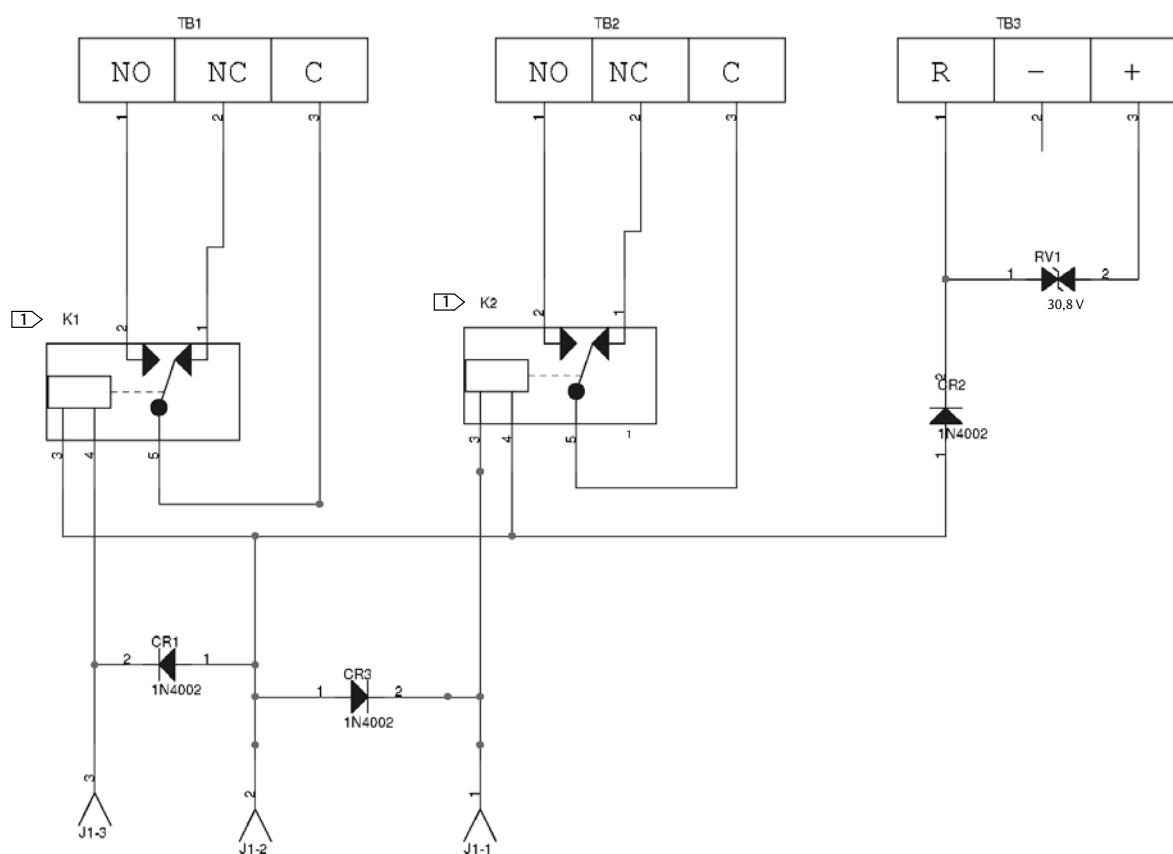 TB1
TB2
TB3
NO NC C
NO NC C
R - +
1 2 3
1 2 3
1 2 3
RV1
1 2
30,8 V
1 K1
1 K2
2 1
2 1
3 4 5
3 4 5 1
2
CR2
1N4002
1
CR1
2 1
1N4002
CR3
1 2
1N4002
3
2
1
J1-3
J1-2
J1-1